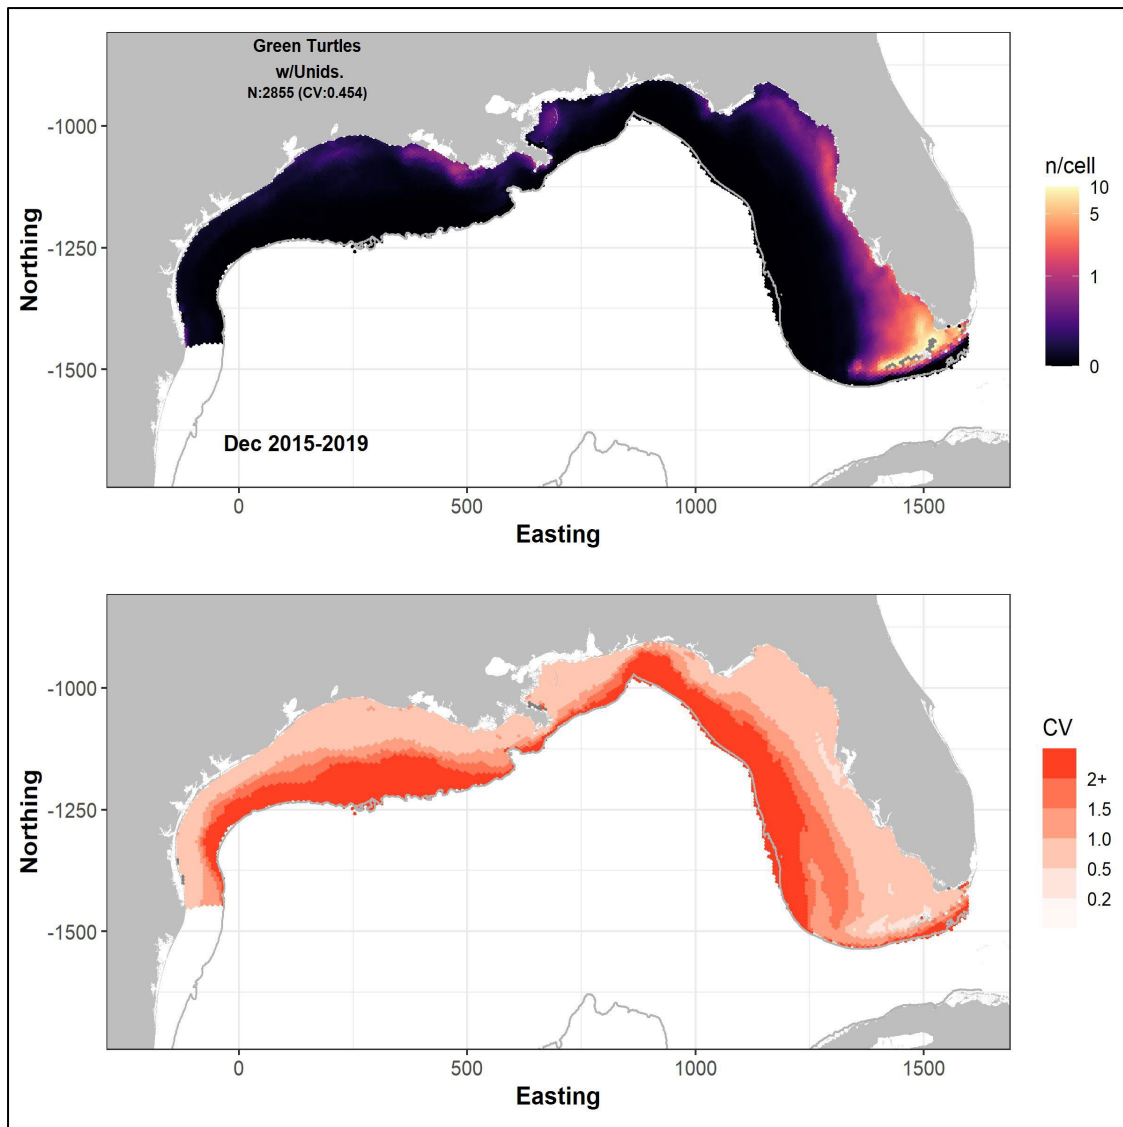 Green Turtles
w/Unids.
N:2855 (CV:0.454)
-1000
-1250
-1500
Northing
Dec 2015-2019
0
500
1000
1500
Easting
n/cell
10
5
1
0
-1000
-1250
-1500
Northing
0
500
1000
1500
Easting
CV
2+
1.5
1.0
0.5
0.2